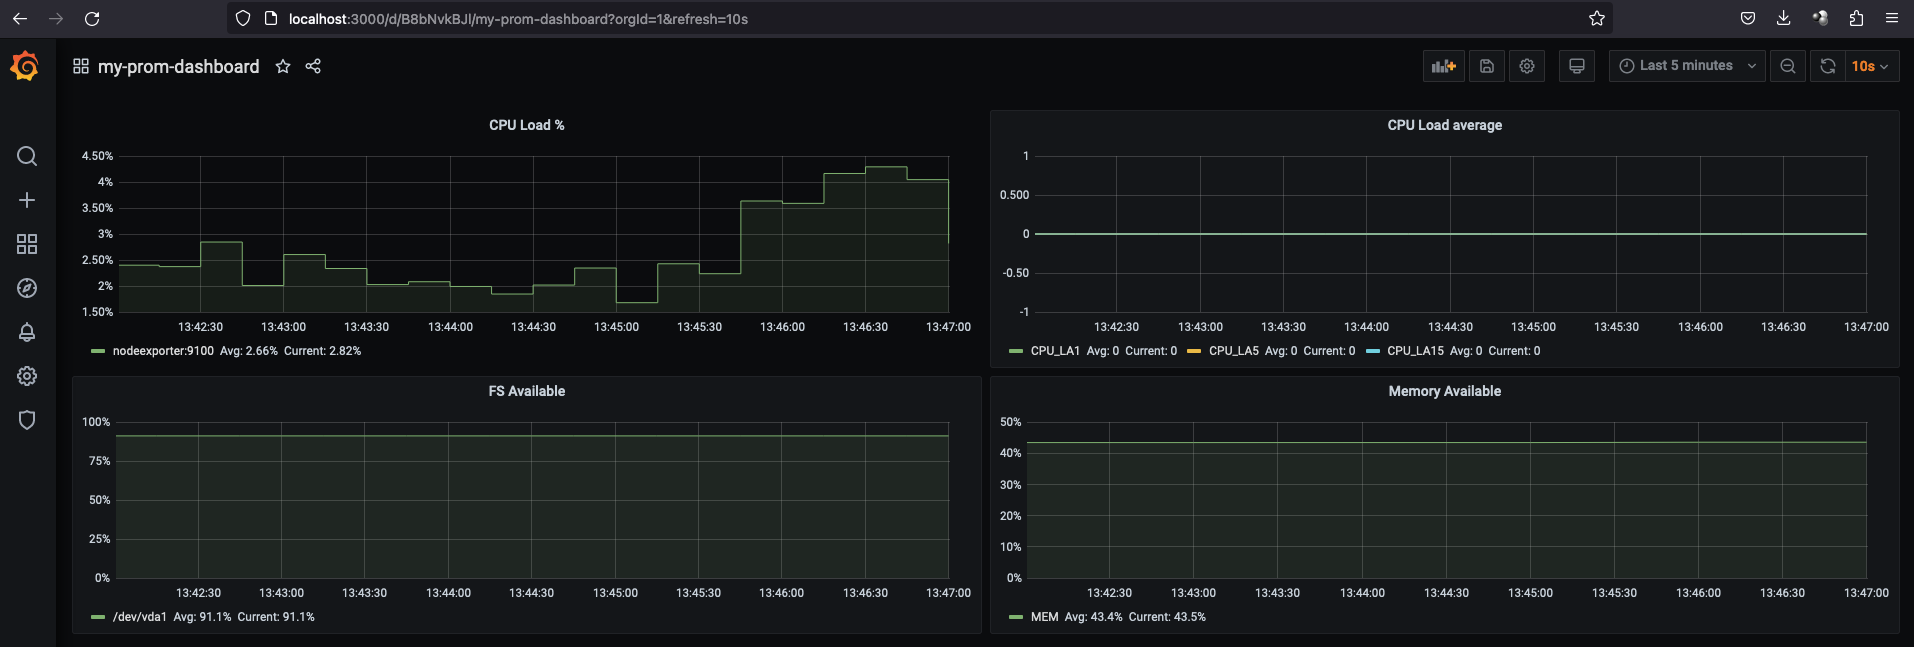 localhost:3000/d/B8bNvkBJI/my-prom-dashboard?orgId=1&refresh=10s
my-prom-dashboard
Last 5 minutes
10s
CPU Load %
4.50%
4%
3.50%
3%
2.50%
2%
1.50%
13:42:30 13:43:00 13:43:30 13:44:00 13:44:30 13:45:00 13:45:30 13:46:00 13:46:30 13:47:00
nodeexporter:9100 Avg: 2.66% Current: 2.82%
CPU Load average
1
0.500
0
-0.50
-1
13:42:30 13:43:00 13:43:30 13:44:00 13:44:30 13:45:00 13:45:30 13:46:00 13:46:30 13:47:00
CPU_LA1 Avg: 0 Current: 0 CPU_LA5 Avg: 0 Current: 0 CPU_LA15 Avg: 0 Current: 0
FS Available
100%
75%
50%
25%
0%
13:42:30 13:43:00 13:43:30 13:44:00 13:44:30 13:45:00 13:45:30 13:46:00 13:46:30 13:47:00
/dev/vda1 Avg: 91.1% Current: 91.1%
Memory Available
50%
40%
30%
20%
10%
0%
13:42:30 13:43:00 13:43:30 13:44:00 13:44:30 13:45:00 13:45:30 13:46:00 13:46:30 13:47:00
MEM Avg: 43.4% Current: 43.5%